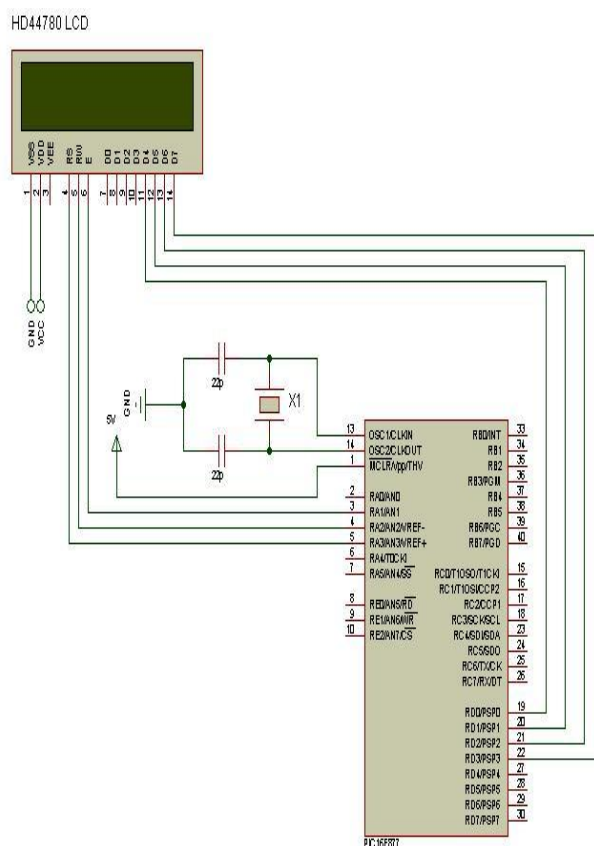 HD44780 LCD
VSS
VDD
VEE
RS
RW
E
D0
D1
D2
D3
D4
D5
D6
D7
1
2
3
4
5
6
7
8
9
10
11
12
13
14
GND
VCC
22p
X1
GND
5V
22p
13 OSC1/CLKIN
14 OSC2/CLKOUT
1 MCLR/Vpp/THV
2 RA0/AN0
3 RA1/AN1
4 RA2/AN2/VREF-
5 RA3/AN3/VREF+
6 RA4/T0CKI
7 RA5/AN4/SS
8 RE0/AN5/RD
9 RE1/AN6/WR
10 RE2/AN7/CS
RB0/INT 33
RB1 34
RB2 35
RB3/PGM 36
RB4 37
RB5 38
RB6/PGC 39
RB7/PGD 40
RC0/T1OSO/T1CKI 15
RC1/T1OSI/CCP2 16
RC2/CCP1 17
RC3/SCK/SCL 18
RC4/SDI/SDA 23
RC5/SDO 24
RC6/TX/CK 25
RC7/RX/DT 26
RD0/PSP0 19
RD1/PSP1 20
RD2/PSP2 21
RD3/PSP3 22
RD4/PSP4 27
RD5/PSP5 28
RD6/PSP6 29
RD7/PSP7 30
PIC16F877